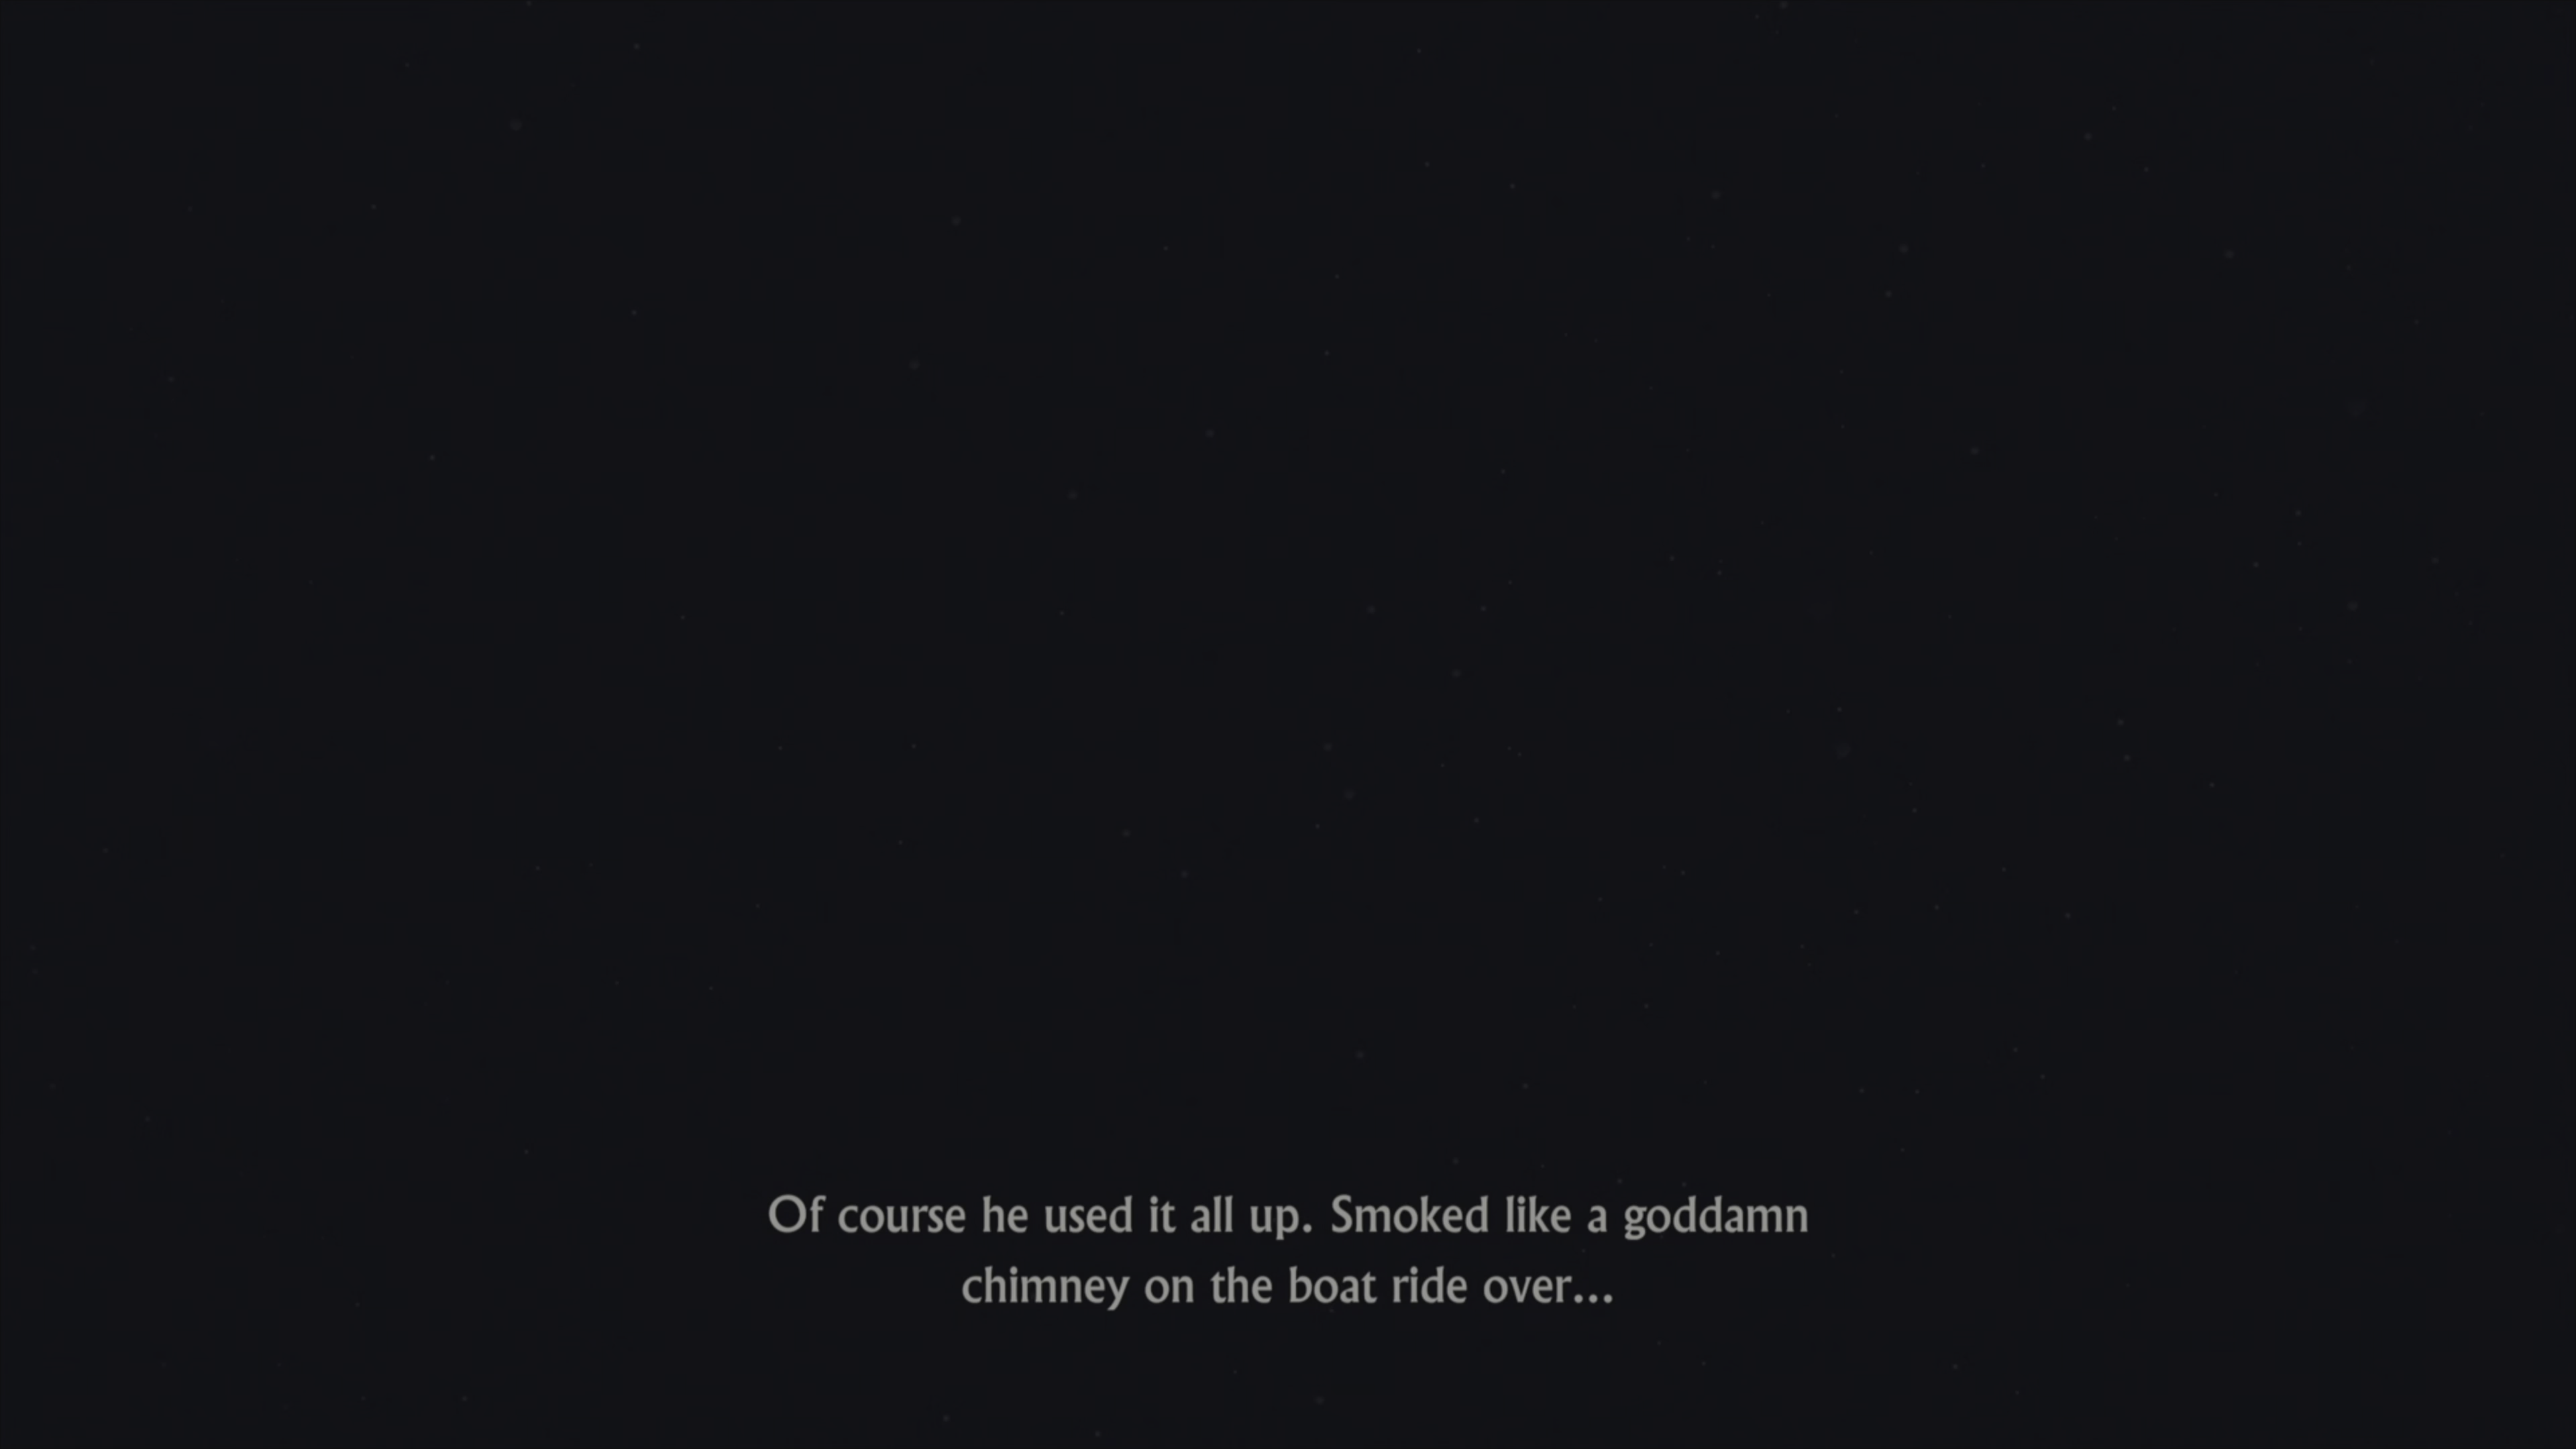 Of course he used it all up. Smoked like a goddamn
chimney on the boat ride over...